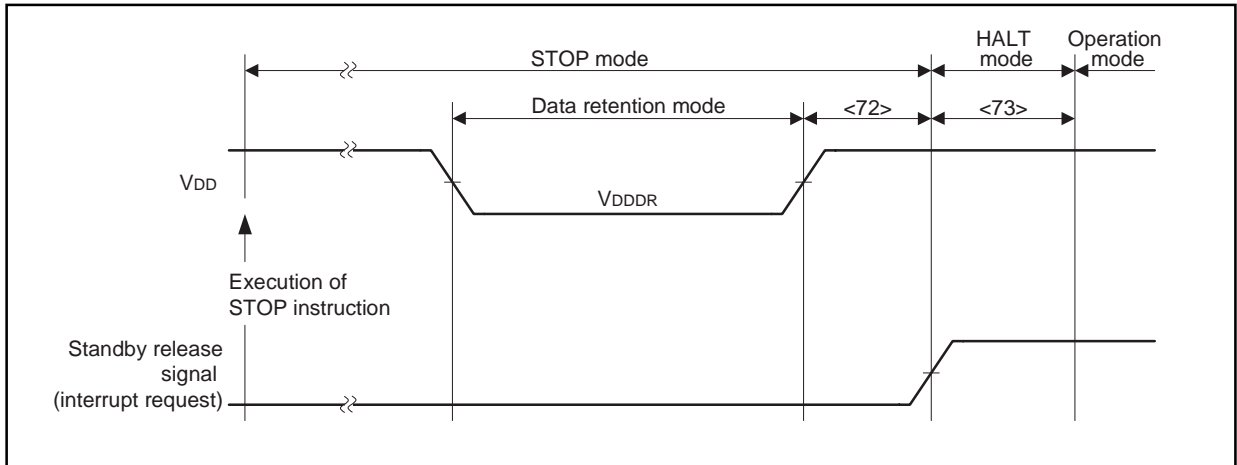 STOP mode
HALT
mode
Operation
mode
Data retention mode
<72>
<73>
VDD
VDDDR
Execution of
STOP instruction
Standby release
signal
(interrupt request)